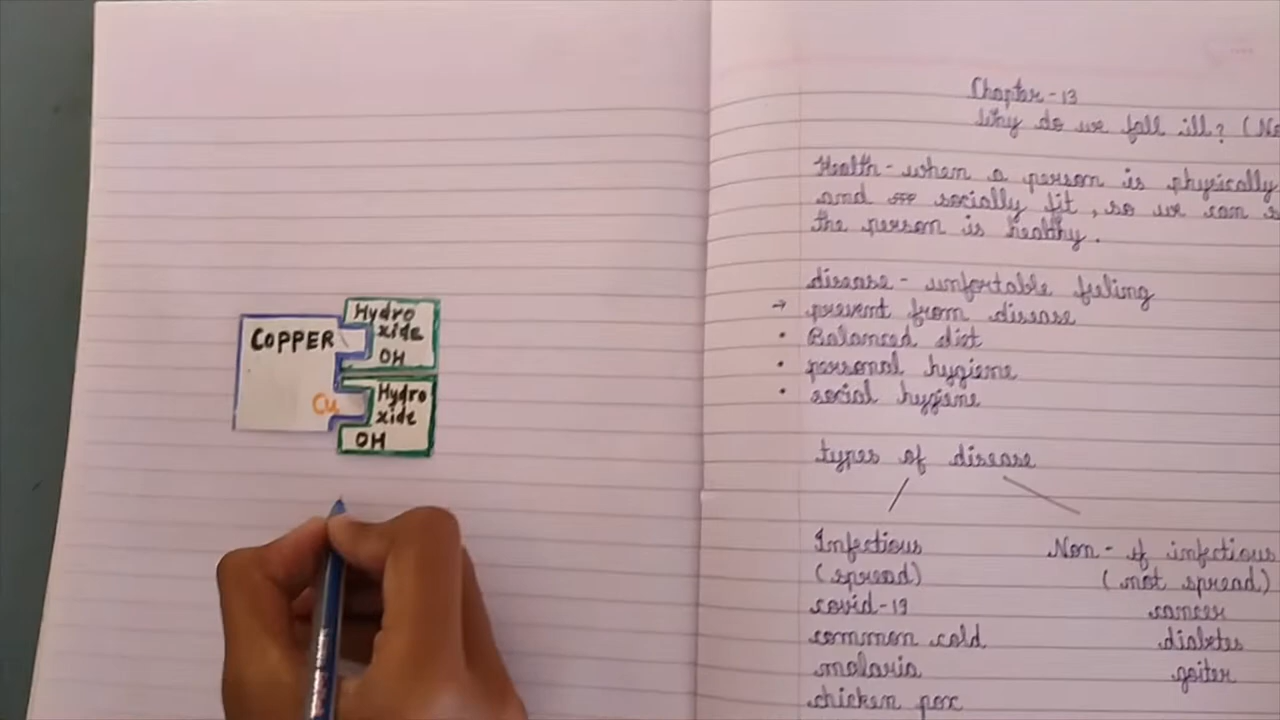 COPPER
Cu
Hydro
xide
OH
Hydro
xide
OH
Chapter-13
Why do we fall ill?
Health - when a person is physically
and socially fit, so we can
the person is healthy.
disease - unfortable feeling
→ prevent from disease
• Balanced diet
• personal hygiene
• social hygiene
types of disease
Infectious
(spread)
covid-19
common cold
malaria
chicken pox
Non - if infectious
(not spread)
cancer
diabetes
goiter